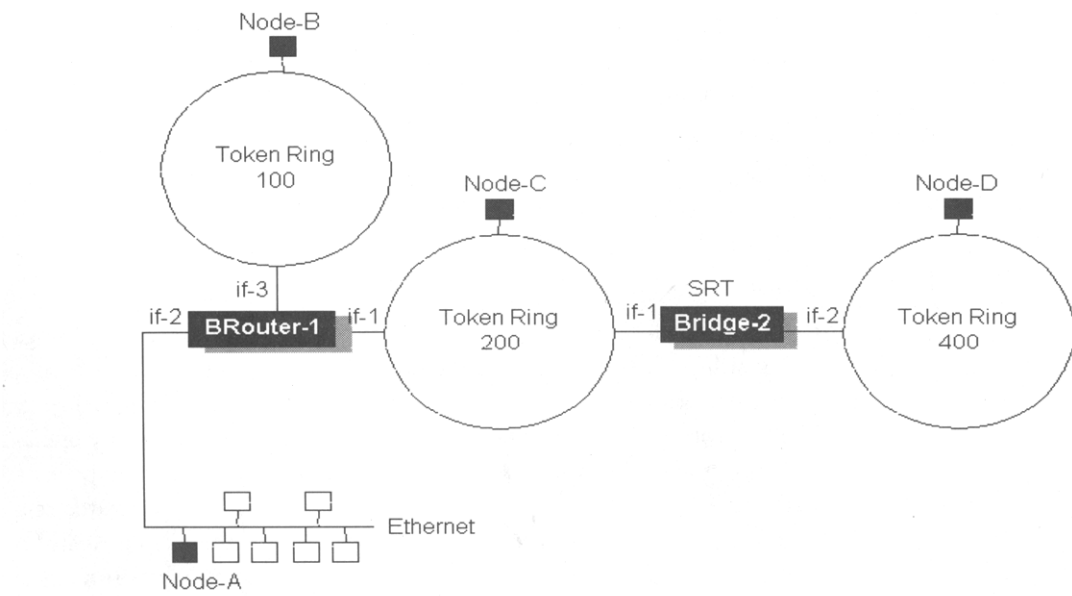 Node-B
Token Ring
100
Node-C
Node-D
if-3
SRT
if-2
BRouter-1
if-1
Token Ring
200
if-1
Bridge-2
if-2
Token Ring
400
Ethernet
Node-A